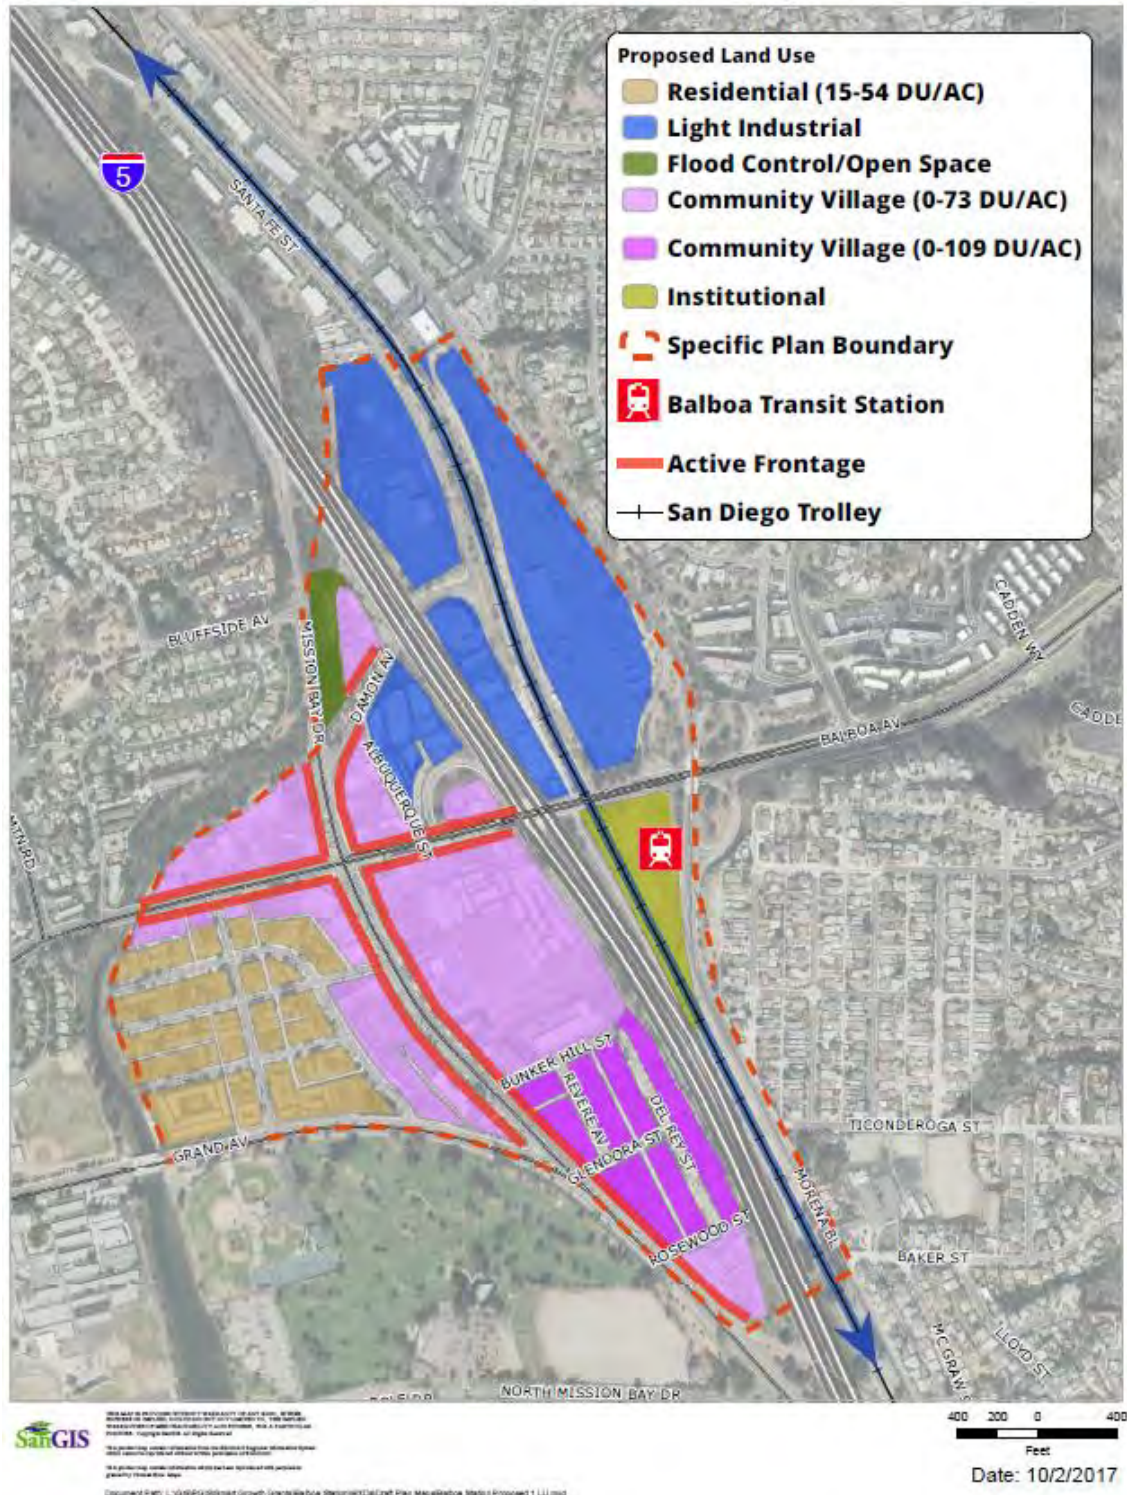 Proposed Land Use
Residential (15-54 DU/AC)
Light Industrial
Flood Control/Open Space
Community Village (0-73 DU/AC)
Community Village (0-109 DU/AC)
Institutional
Specific Plan Boundary
Balboa Transit Station
Active Frontage
San Diego Trolley
5
SANTA FE ST
BLUFFSIDE AV
MISSION BAY DR
DAMON AV
ALBUQUERQUE ST
CADDEN WY
BALBOA AV
CADDE
MTN RD
BUNKER HILL ST
REVERE AV
DEL REY ST
GLENDORA ST
TICONDEROGA ST
GRAND AV
MORENA BL
ROSEWOOD ST
BAKER ST
MC GRAW S
LLOYD ST
NORTH MISSION BAY DR
SanGIS
400 200 0 400
Feet
Date: 10/2/2017